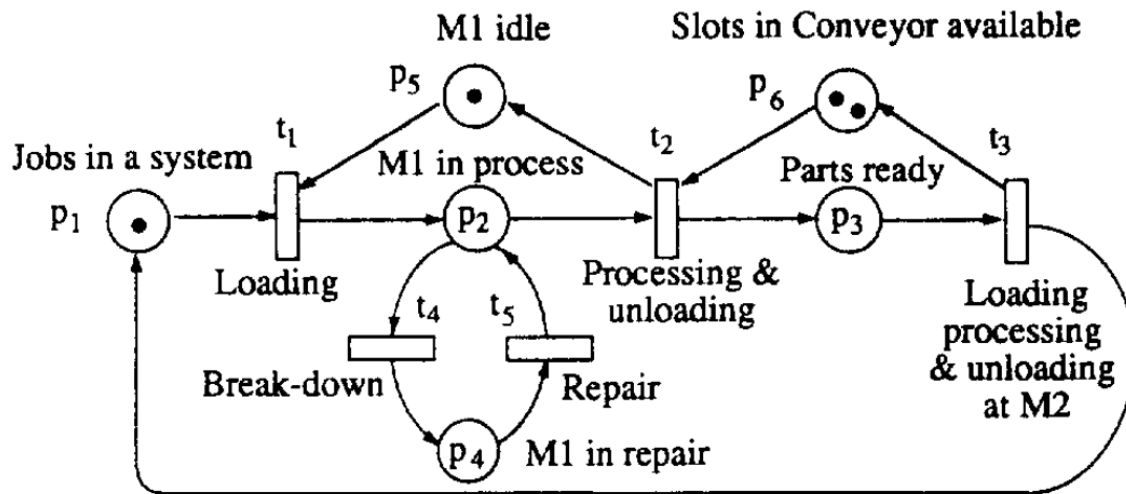 M1 idle
Slots in Conveyor available
p5
p6
t1
t2
t3
Jobs in a system
M1 in process
Parts ready
p1
p2
p3
Loading
Processing &
unloading
Loading
processing
& unloading
at M2
t4
t5
Break-down
Repair
p4
M1 in repair